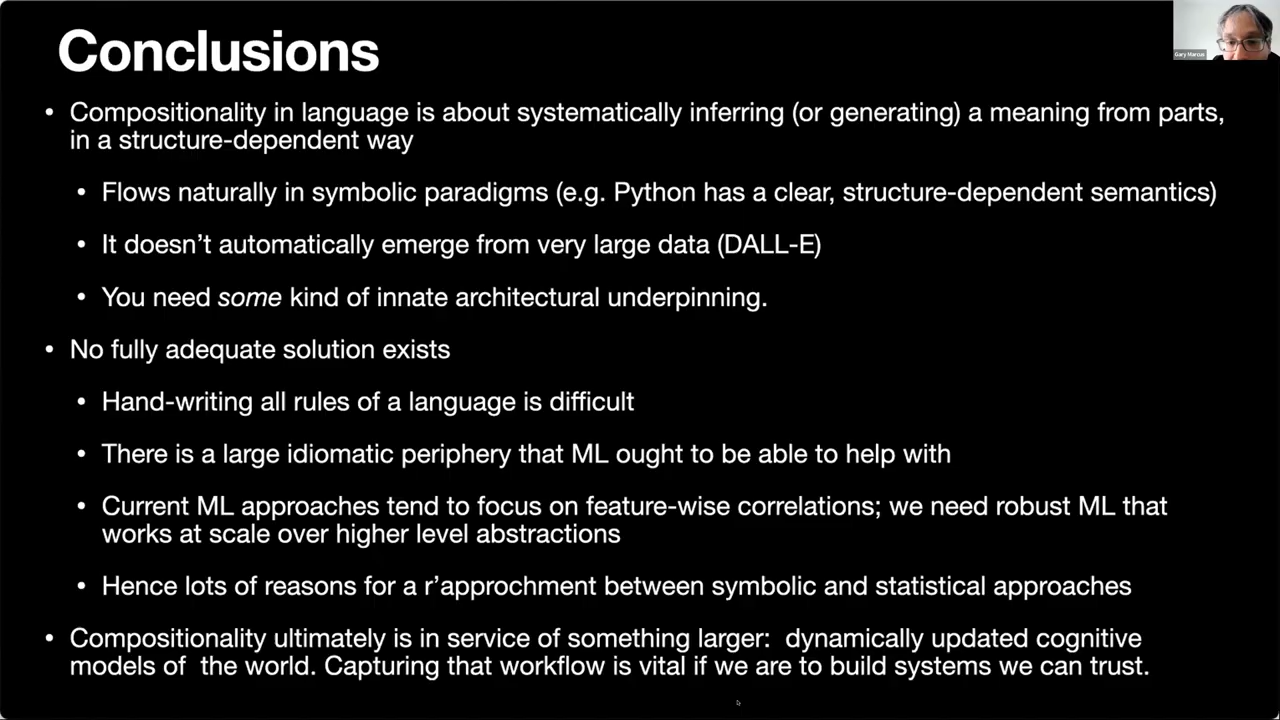 Conclusions
Gary Marcus
• Compositionality in language is about systematically inferring (or generating) a meaning from parts,
in a structure-dependent way
• Flows naturally in symbolic paradigms (e.g. Python has a clear, structure-dependent semantics)
• It doesn’t automatically emerge from very large data (DALL-E)
• You need some kind of innate architectural underpinning.
• No fully adequate solution exists
• Hand-writing all rules of a language is difficult
• There is a large idiomatic periphery that ML ought to be able to help with
• Current ML approaches tend to focus on feature-wise correlations; we need robust ML that
works at scale over higher level abstractions
• Hence lots of reasons for a r’approchment between symbolic and statistical approaches
• Compositionality ultimately is in service of something larger:  dynamically updated cognitive
models of  the world. Capturing that workflow is vital if we are to build systems we can trust.